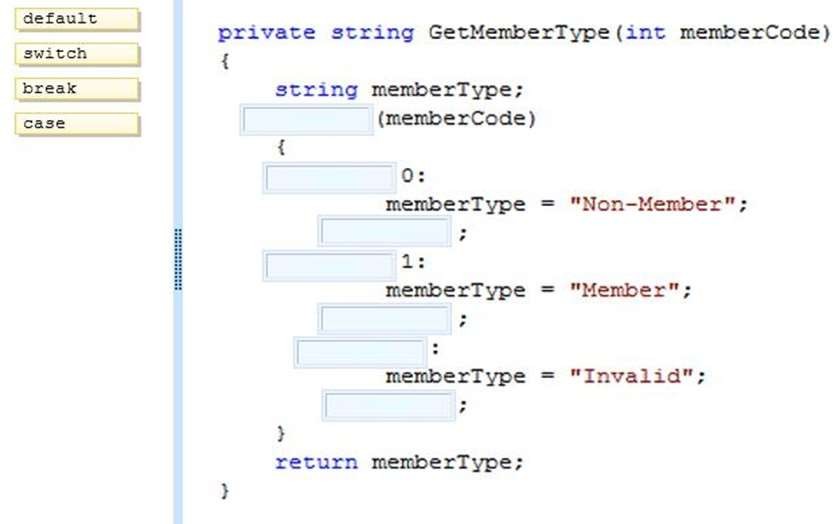 default
switch
break
case
private string GetMemberType(int memberCode)
{
string memberType;
(memberCode)
{
0:
memberType = "Non-Member";
;
1:
memberType = "Member";
;
:
memberType = "Invalid";
;
}
return memberType;
}